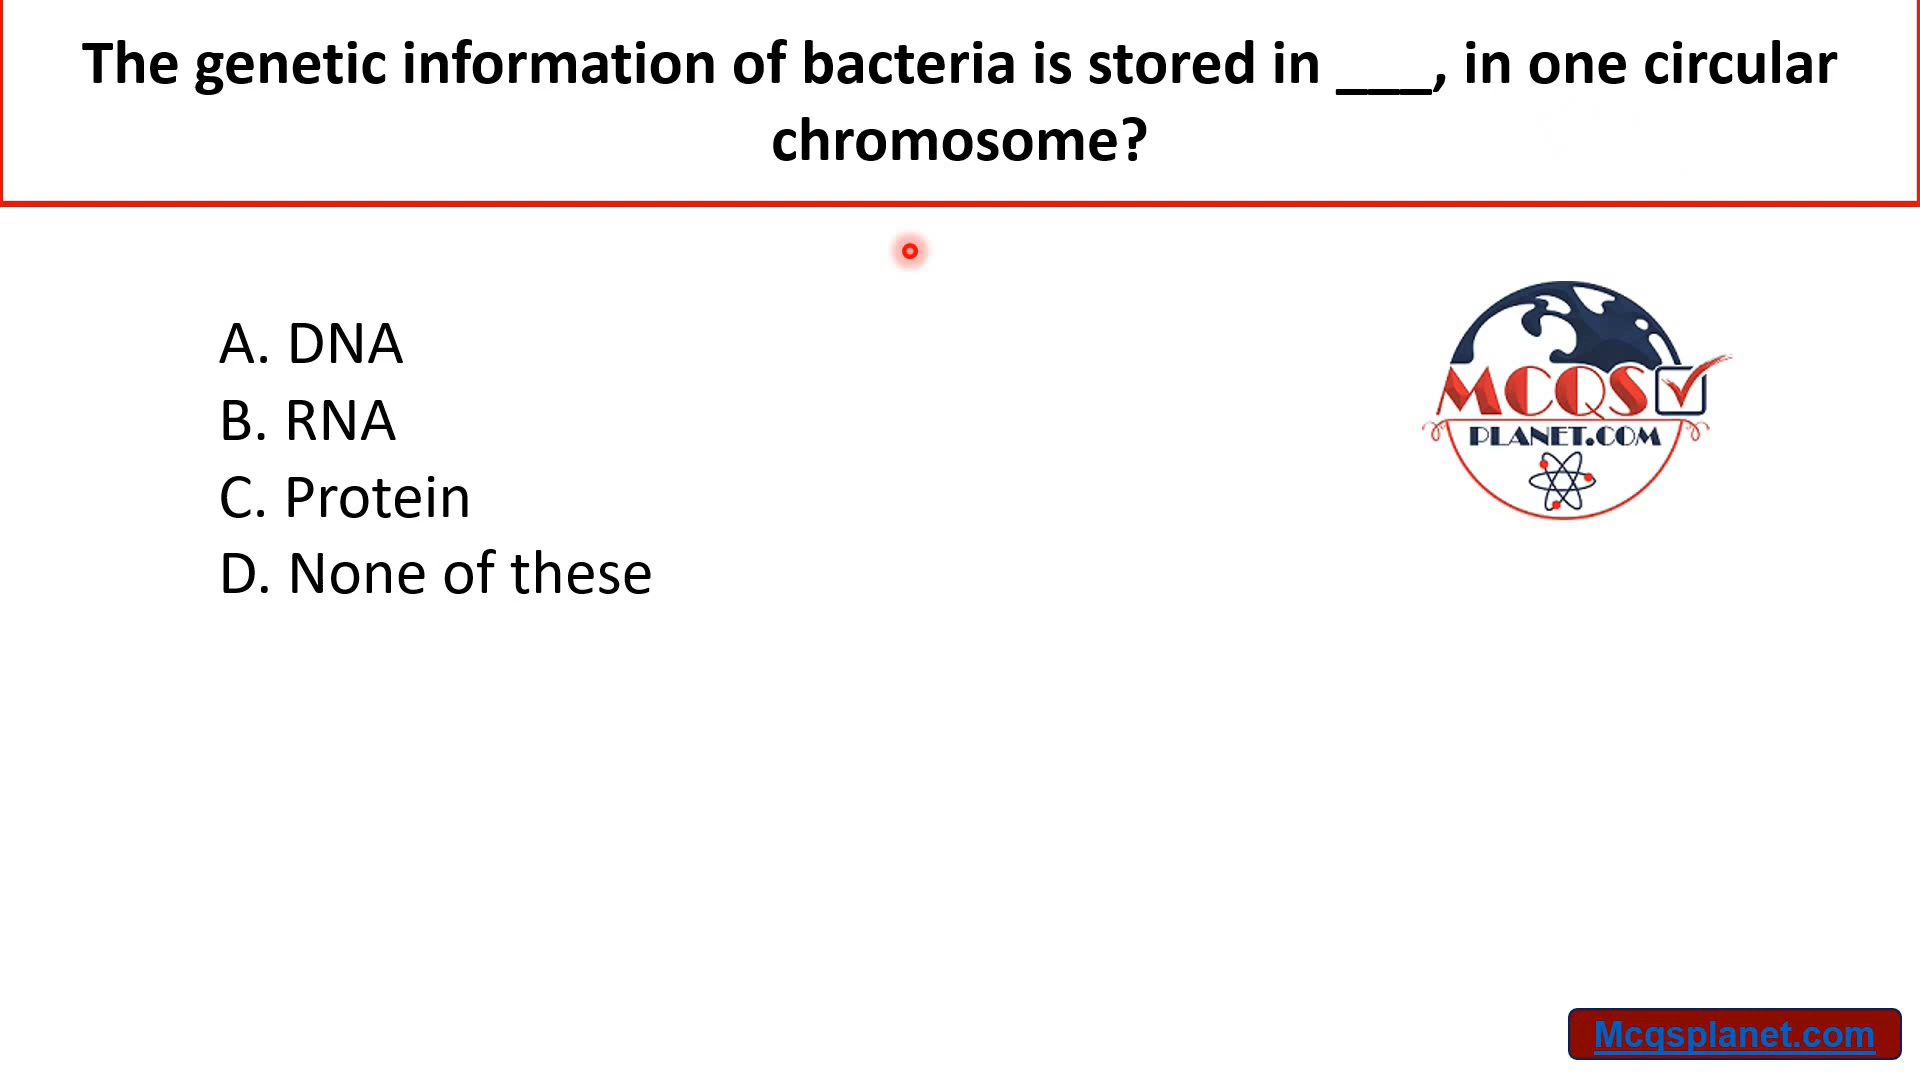 The genetic information of bacteria is stored in ___, in one circular
chromosome?
A. DNA
B. RNA
C. Protein
D. None of these
MCQS
PLANET.COM
Mcqsplanet.com